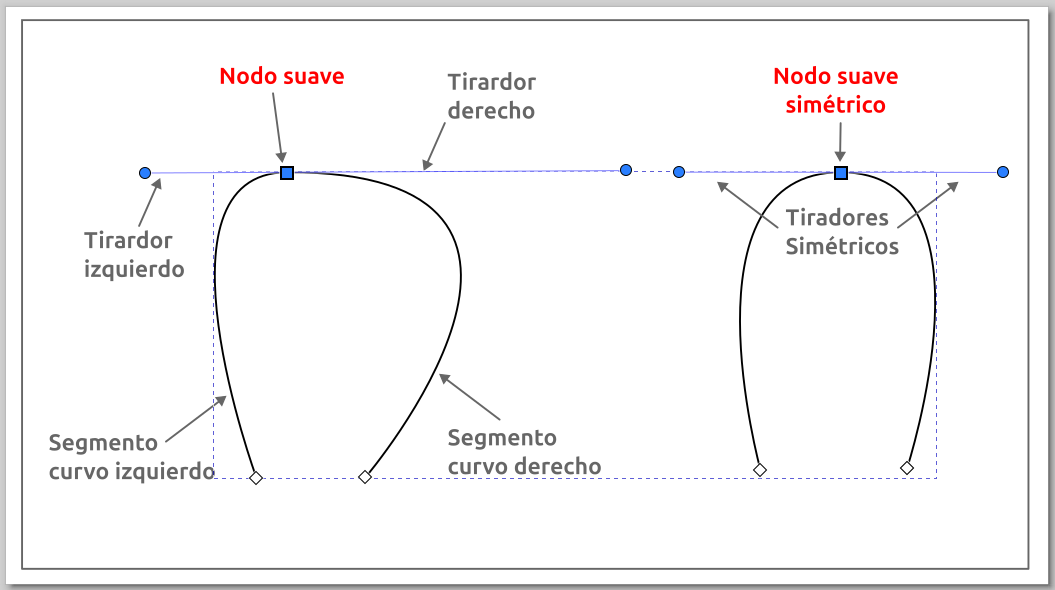 Nodo suave
Tirardor
derecho
Nodo suave
simétrico
Tirardor
izquierdo
Tiradores
Simétricos
Segmento
curvo izquierdo
Segmento
curvo derecho